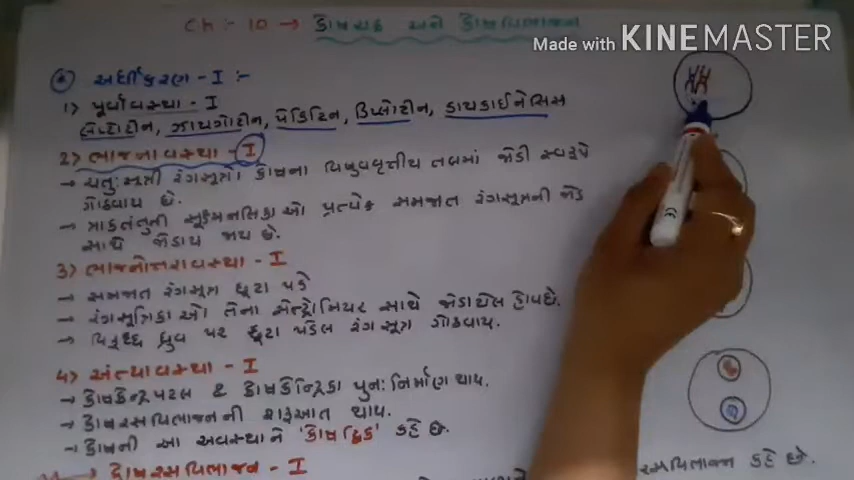 Ch:- 10 → કોષચક્ર અને કોષવિભાજન
Made with KINEMASTER
* અર્ધીકરણ - I :-
1) પૂર્વાવસ્થા - I
લેપ્ટોટીન, ઝાયગોટીન, પેકિટિન, ડિપ્લોટીન, ડાયકાઈનેસિસ
2) ભાજનાવસ્થા - I
→ ચતુઃસૂત્રી રંગસૂત્રો કોષના વિષુવવૃત્તીય તલમાં જોડી સ્વરૂપે
ગોઠવાય છે.
→ ત્રાકતંતુની સૂક્ષ્મનલિકાઓ પ્રત્યેક સમજાત રંગસૂત્રની જોડ
સાથે જોડાય જાય છે.
3) ભાજનોત્તરાવસ્થા - I
→ સમજાત રંગસૂત્ર છૂટા પડે
→ રંગસૂત્રિકાઓ તેના સેન્ટ્રોમિયર સાથે જોડાયેલ હોય છે.
→ વિરુદ્ધ ધ્રુવ પર છૂટા પડેલ રંગસૂત્ર ગોઠવાય.
4) અંત્યાવસ્થા - I
→ કોષકેન્દ્રપટલ & કોષકેન્દ્રિકા પુનઃનિર્માણ થાય.
→ કોષરસવિભાજનની શરૂઆત થાય.
→ કોષની આ અવસ્થાને 'કોષદ્વિક' કહે છે.
→ કોષરસવિભાજન - I
રસવિભાજન કહે છે.